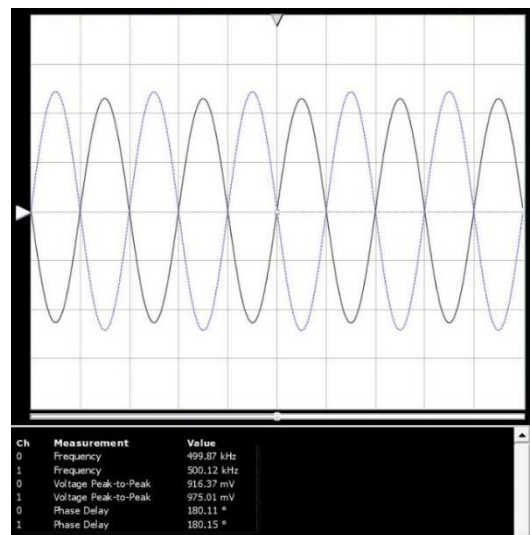 Ch Measurement Value
0 Frequency 499.87 kHz
1 Frequency 500.12 kHz
0 Voltage Peak-to-Peak 916.37 mV
1 Voltage Peak-to-Peak 975.01 mV
0 Phase Delay 180.11 °
1 Phase Delay 180.15 °